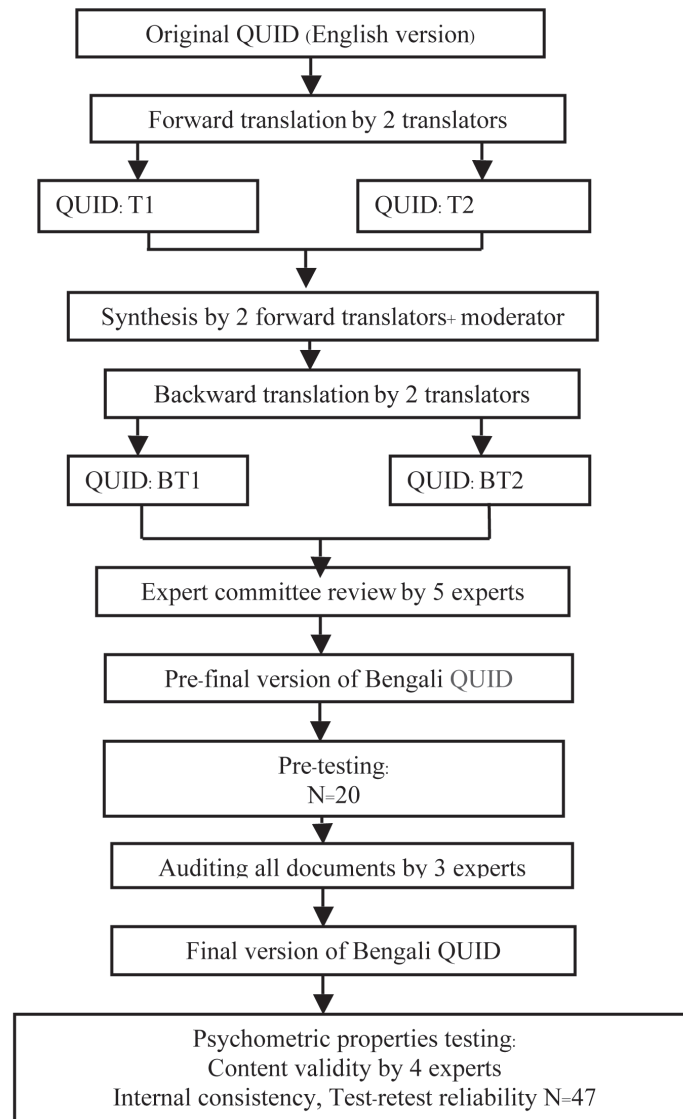 Original QUID (English version)
Forward translation by 2 translators
QUID: T1
QUID: T2
Synthesis by 2 forward translators+ moderator
Backward translation by 2 translators
QUID: BT1
QUID: BT2
Expert committee review by 5 experts
Pre-final version of Bengali QUID
Pre-testing:
N=20
Auditing all documents by 3 experts
Final version of Bengali QUID
Psychometric properties testing:
Content validity by 4 experts
Internal consistency, Test-retest reliability N=47